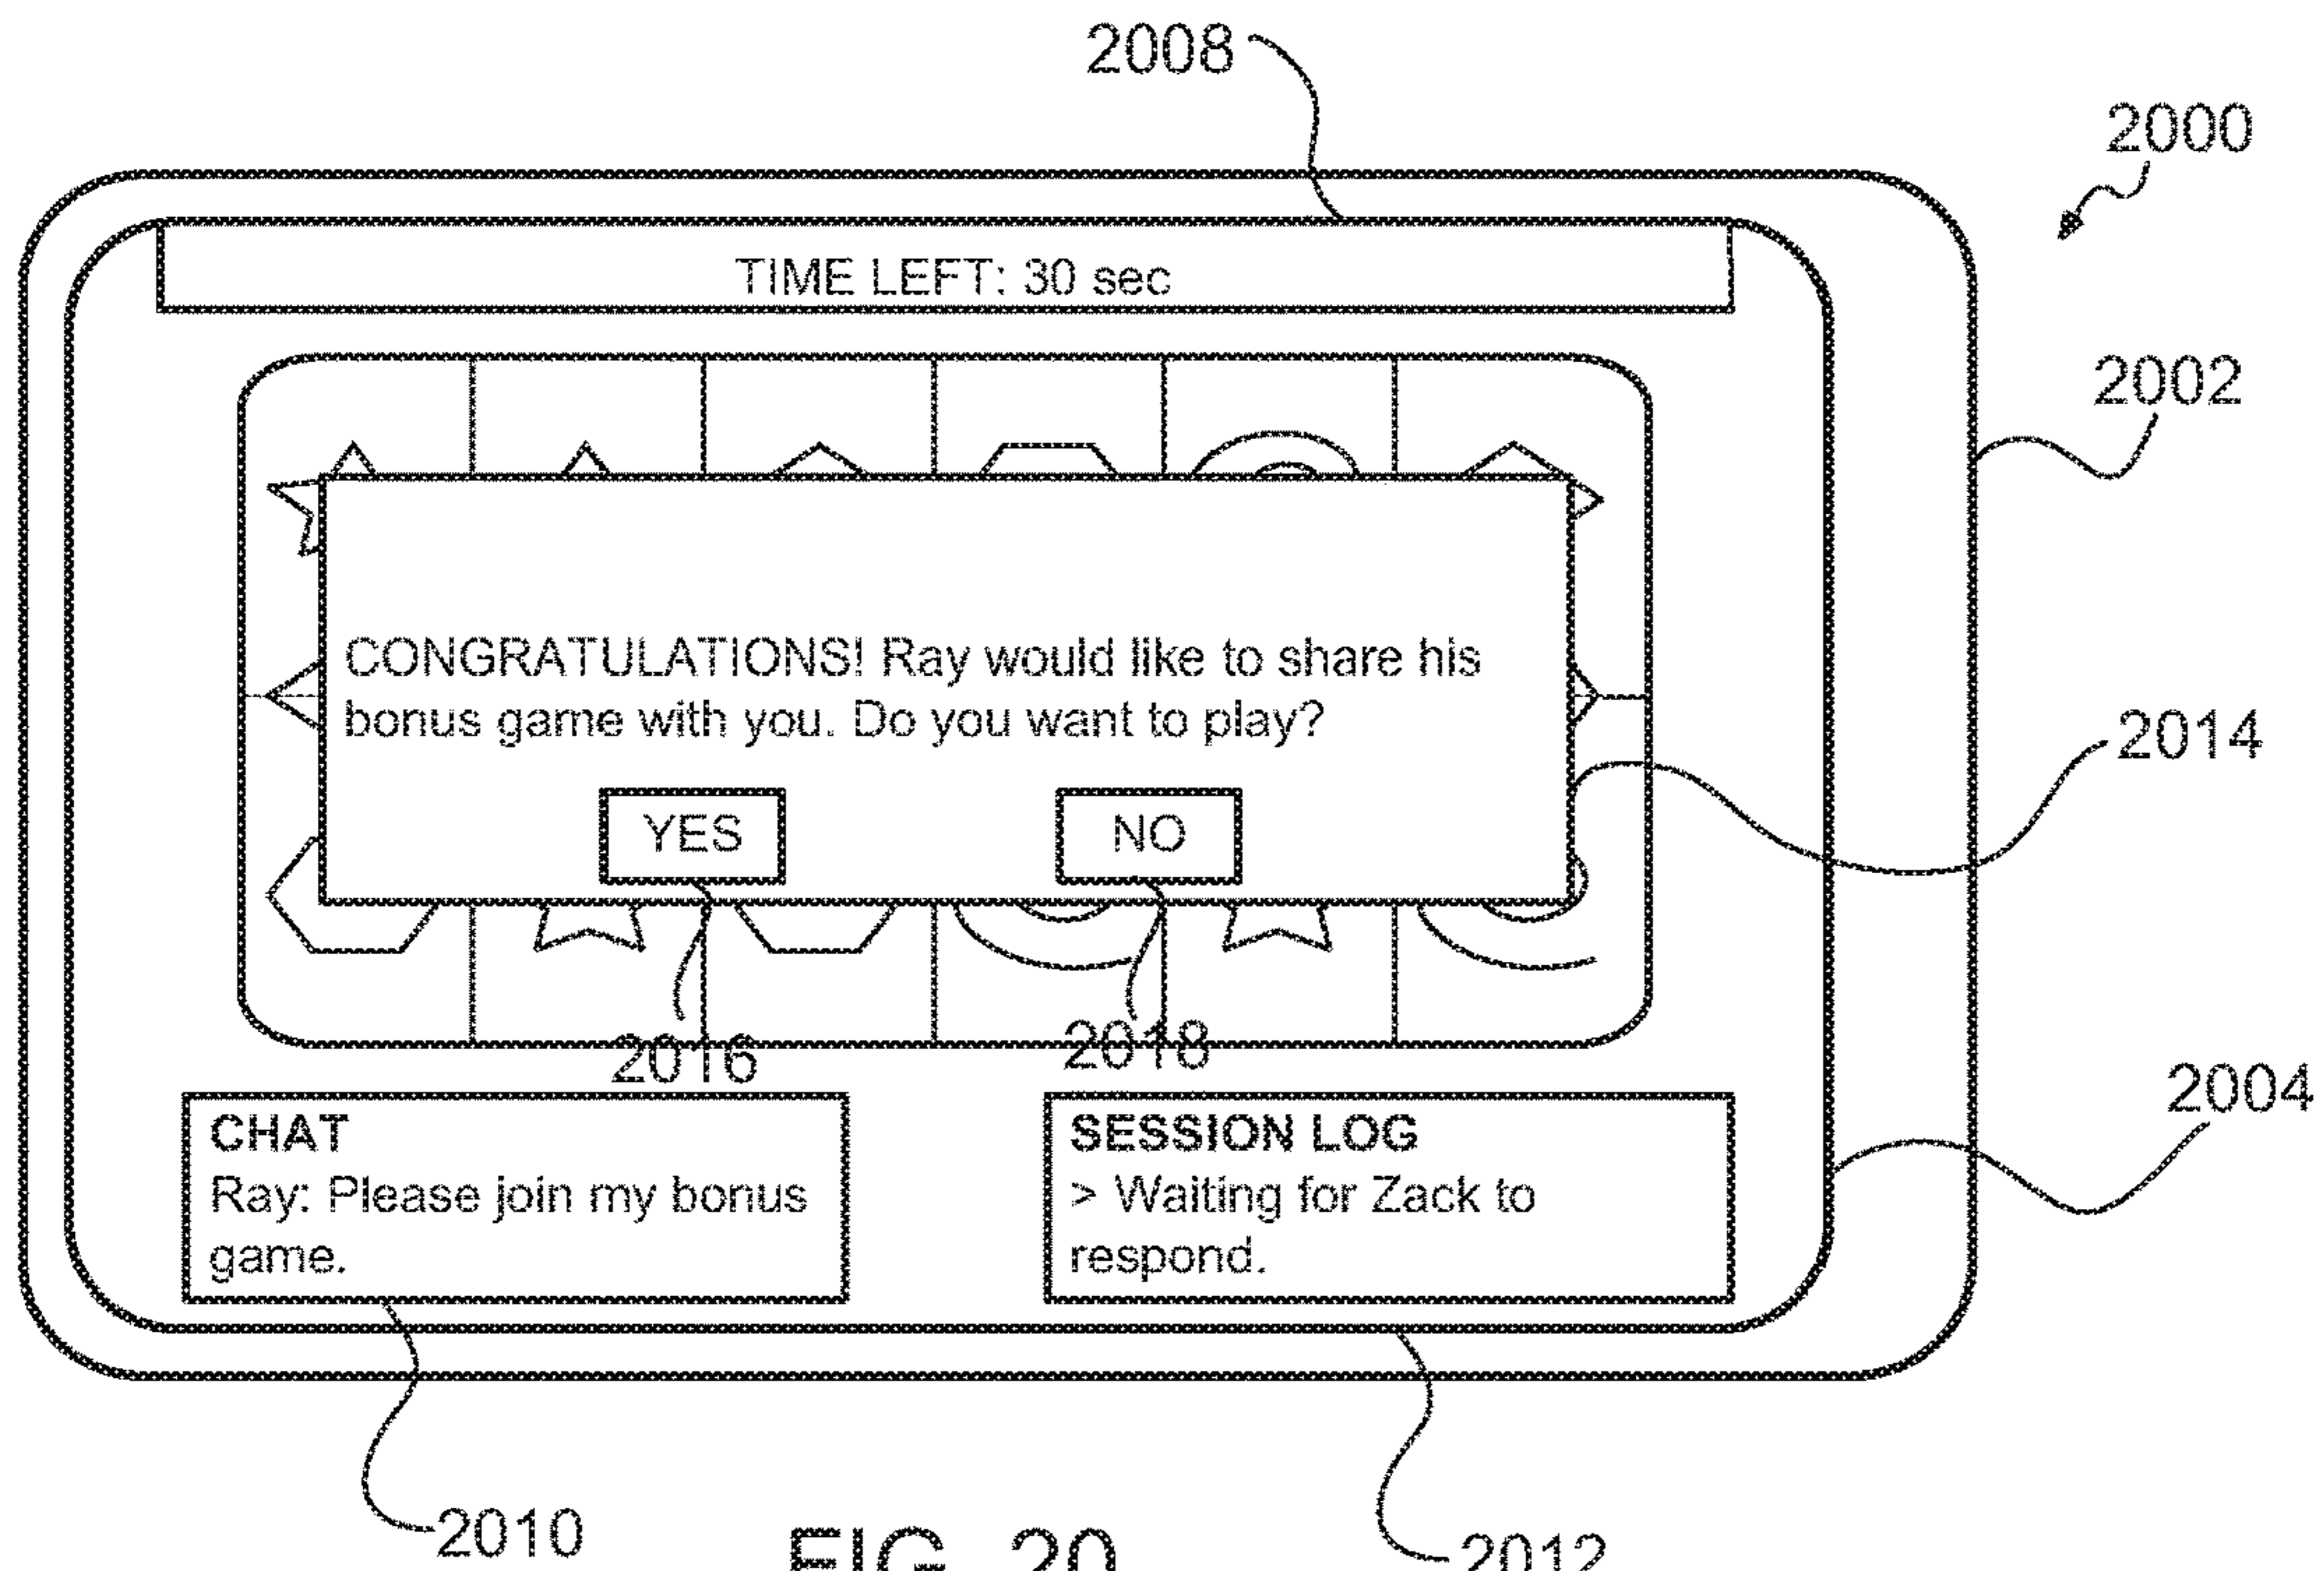 2008
2000
TIME LEFT: 30 sec
2002
CONGRATULATIONS! Ray would like to share his
bonus game with you. Do you want to play?
2014
YES
NO
2016
2018
2004
CHAT
Ray: Please join my bonus
game.
SESSION LOG
> Waiting for Zack to
respond.
2010
FIG. 20
2012